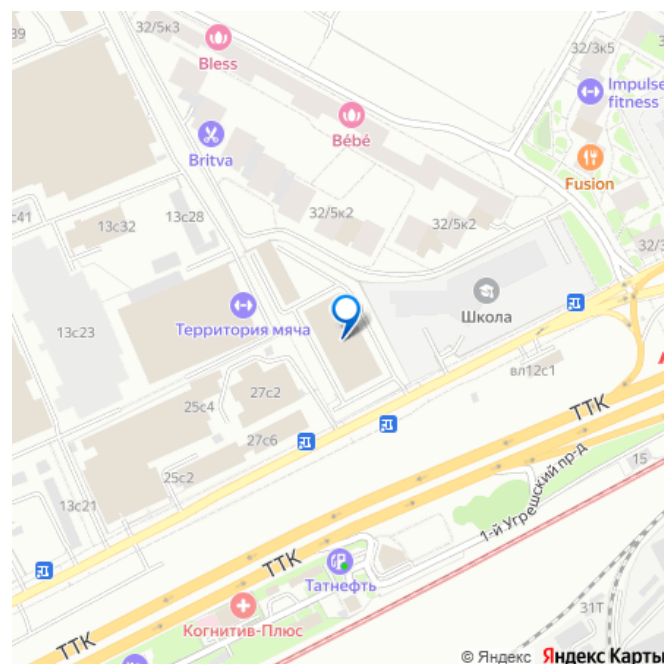 32/5к3
39
Bless
32/3к5
Impulse
fitness
Bébé
Britva
Fusion
с41
13с28
13с32
32/5к2
32/5к2
32/3
Школа
Территория мяча
13с23
вл12с1
27с2
25с4
ТТК
27с6
25с2
13с21
1-й Угрешский пр-д
15
ТТК
Татнефть
31Т
Когнитив-Плюс
ТТК
© Яндекс Яндекс Карты